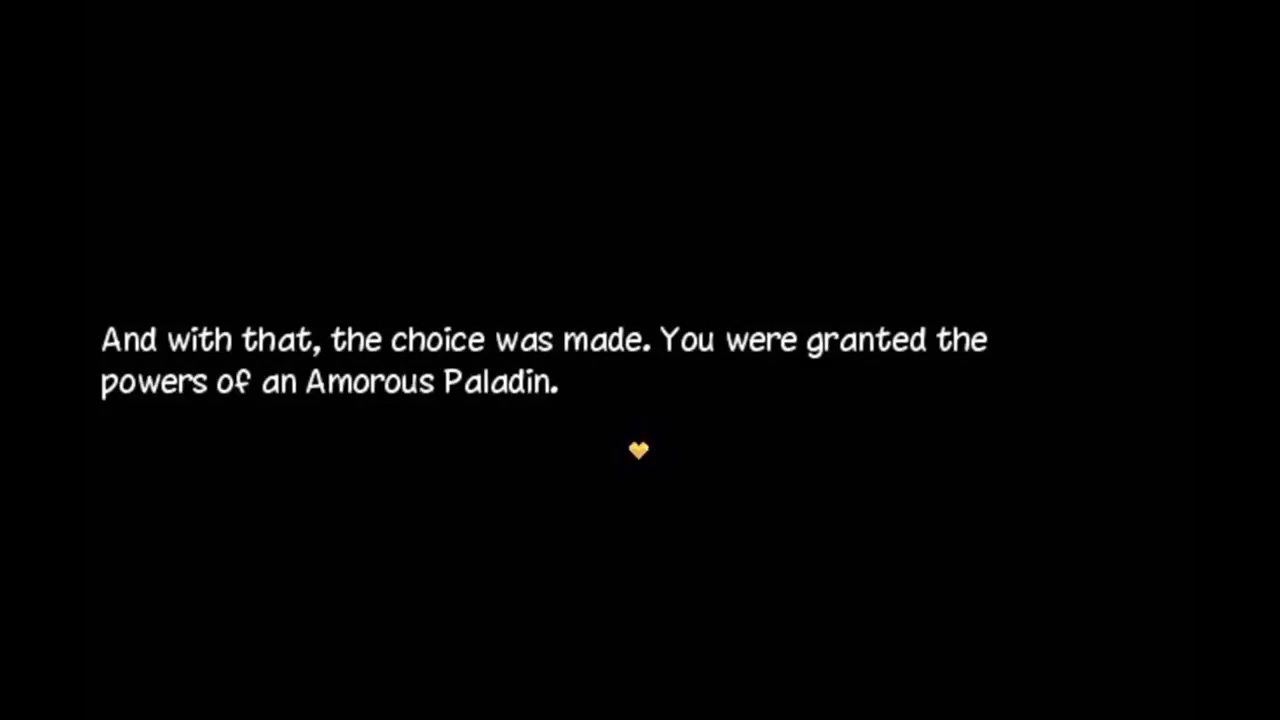 And with that, the choice was made. You were granted the
powers of an Amorous Paladin.